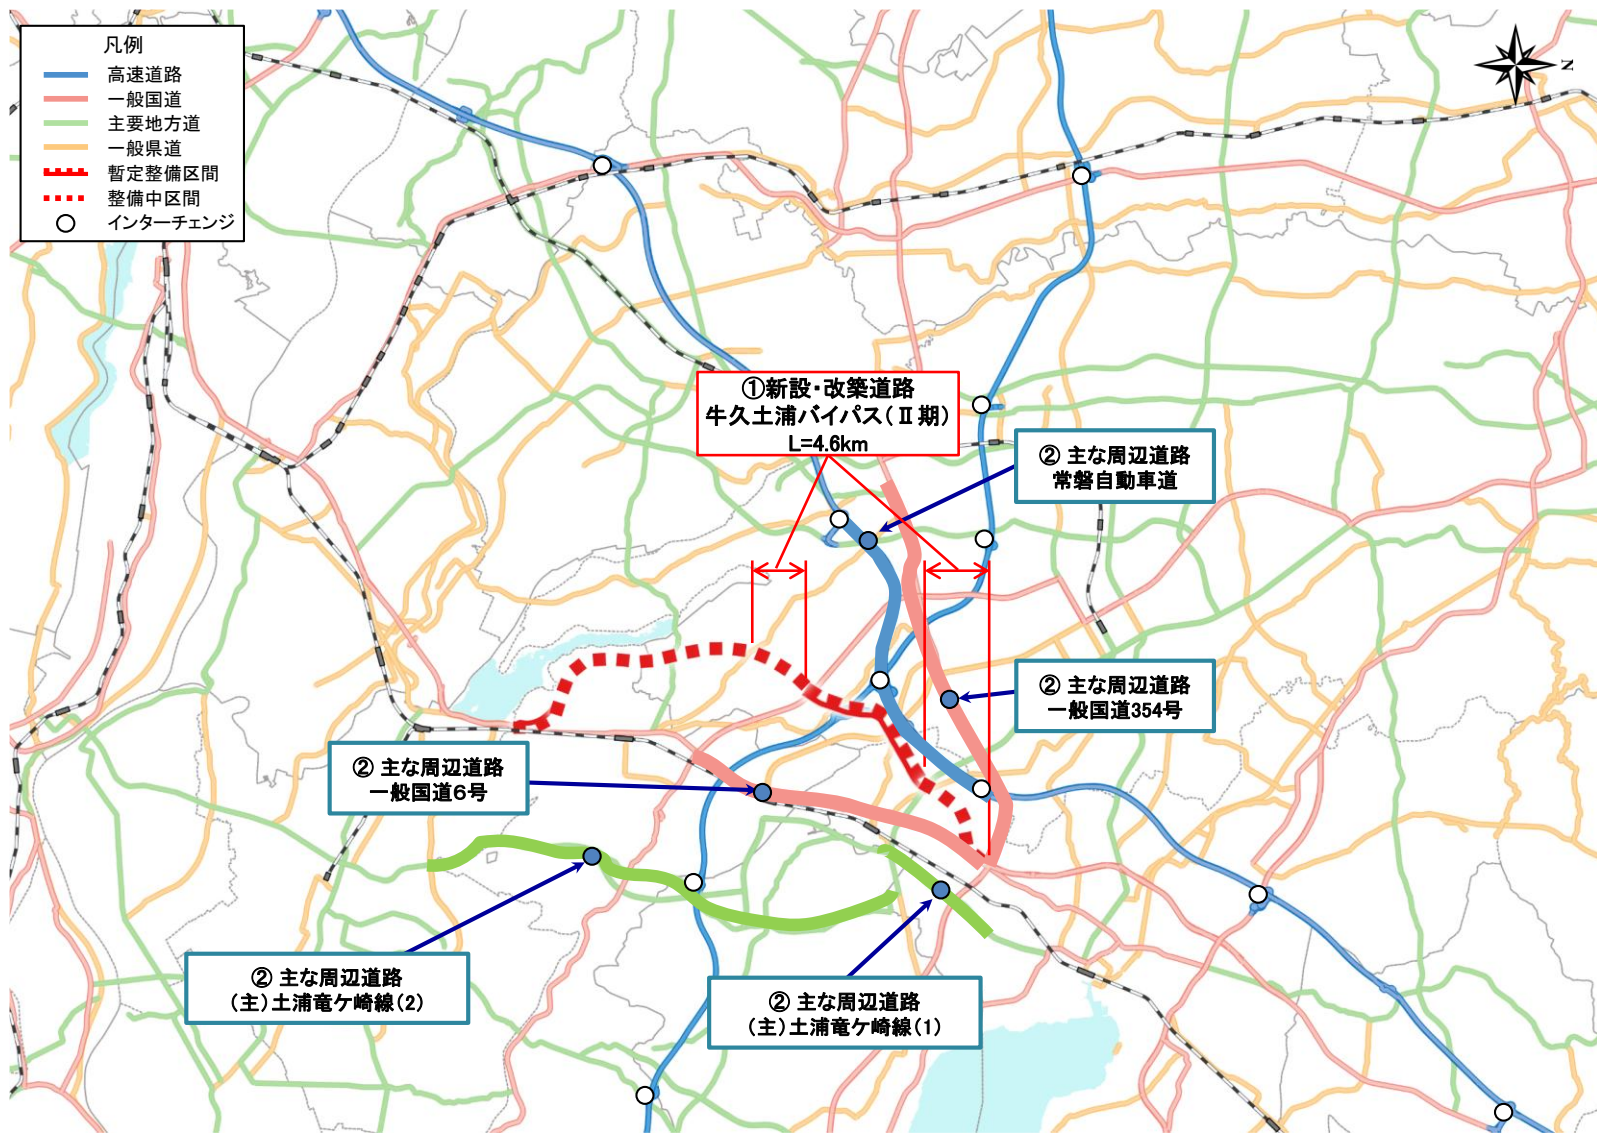 凡例
高速道路
一般国道
主要地方道
一般県道
暫定整備区間
整備中区間
インターチェンジ
N
①新設・改築道路
牛久土浦バイパス(Ⅱ期)
L=4.6km
② 主な周辺道路
常磐自動車道
② 主な周辺道路
一般国道354号
② 主な周辺道路
一般国道6号
② 主な周辺道路
(主)土浦竜ケ崎線(2)
② 主な周辺道路
(主)土浦竜ケ崎線(1)